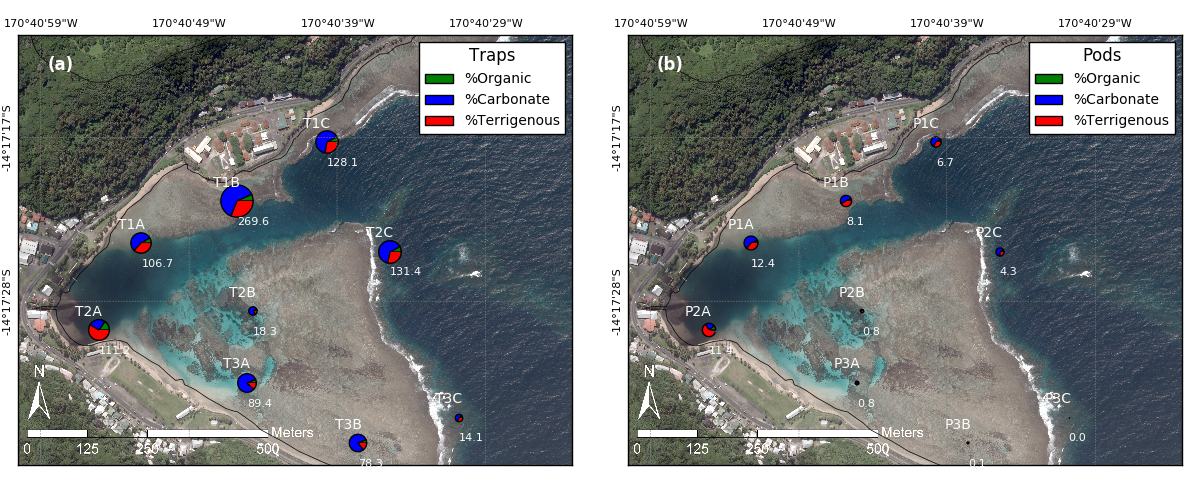 170°40'59"W 170°40'49"W 170°40'39"W 170°40'29"W
(a)
Traps
%Organic
%Carbonate
%Terrigenous
-14°17'17"S
-14°17'28"S
T1C
128.1
T1B
269.6
T1A
106.7
T2C
131.4
T2B
18.3
T2A
T3A
89.4
T3C
14.1
T3B
78.3
N
Meters
0 125 250 500
170°40'59"W 170°40'49"W 170°40'39"W 170°40'29"W
(b)
Pods
%Organic
%Carbonate
%Terrigenous
-14°17'17"S
-14°17'28"S
P1C
6.7
P1B
8.1
P1A
12.4
P2C
4.3
P2B
0.8
P2A
11.4
P3A
0.8
P3C
0.0
P3B
0.1
N
Meters
0 125 250 500